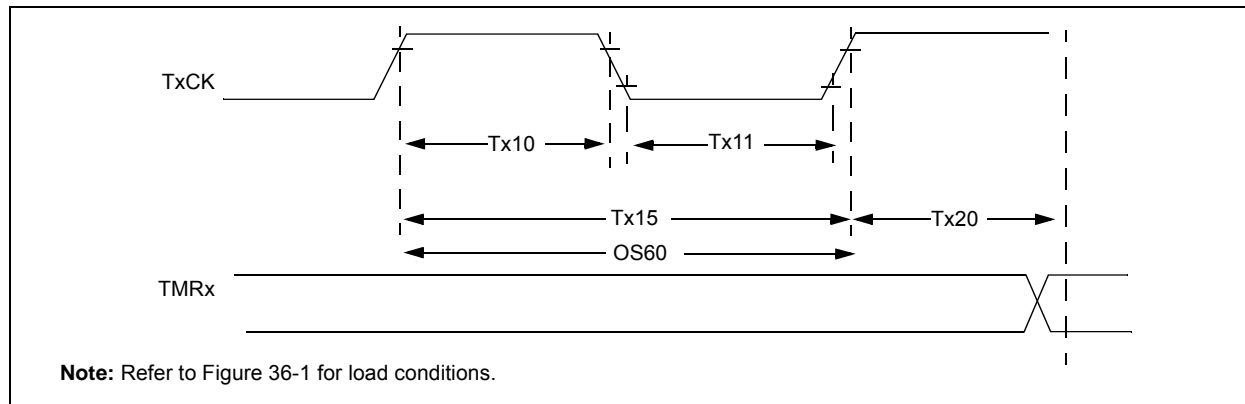 TxCK
Tx10
Tx11
Tx15
Tx20
OS60
TMRx
Note: Refer to Figure 36-1 for load conditions.